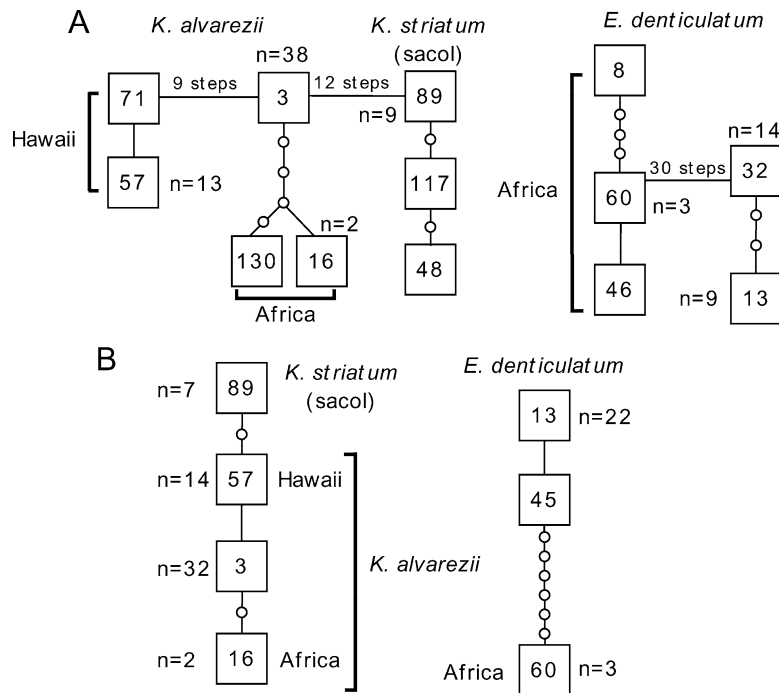 A
K. alvarezii
K. striatum
(sacol)
E. denticulatum
n=38
71
9 steps
3
12 steps
89
n=9
Hawaii
57
n=13
117
n=2
130
16
48
Africa
8
n=14
Africa
60
30 steps
32
n=3
46
n=9
13
B
n=7
89
K. striatum
(sacol)
n=14
57
Hawaii
n=32
3
K. alvarezii
n=2
16
Africa
E. denticulatum
13
n=22
45
Africa
60
n=3